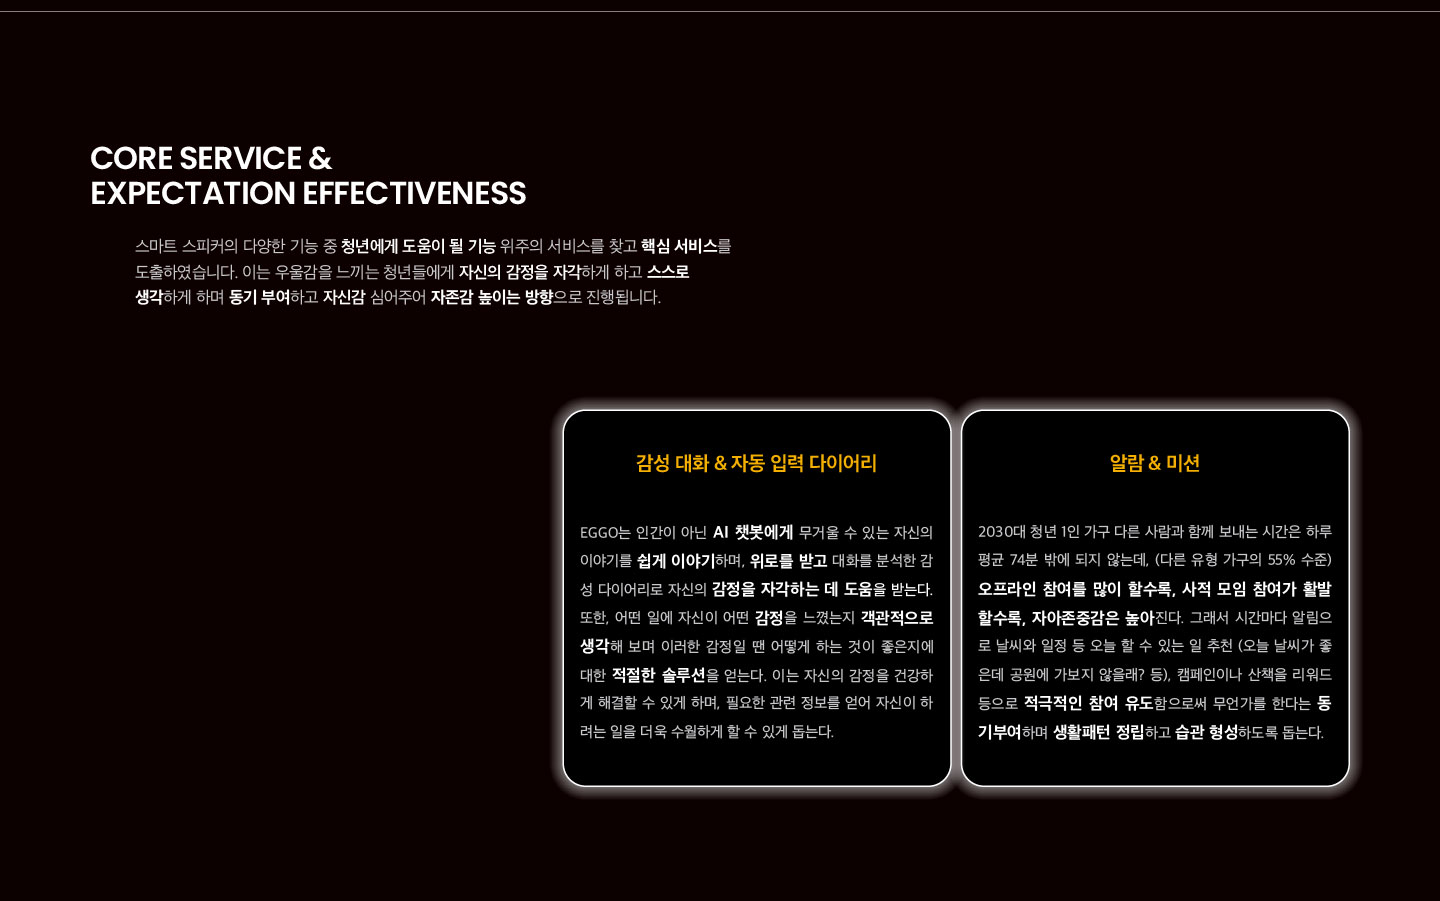 CORE SERVICE &
EXPECTATION EFFECTIVENESS
스마트 스피커의 다양한 기능 중 청년에게 도움이 될 기능 위주의 서비스를 찾고 핵심 서비스를
도출하였습니다. 이는 우울감을 느끼는 청년들에게 자신의 감정을 자각하게 하고 스스로
생각하게 하며 동기 부여하고 자신감 심어주어 자존감 높이는 방향으로 진행됩니다.
감성 대화 & 자동 입력 다이어리
EGGO는 인간이 아닌 AI 챗봇에게 무거울 수 있는 자신의
이야기를 쉽게 이야기하며, 위로를 받고 대화를 분석한 감
성 다이어리로 자신의 감정을 자각하는 데 도움을 받는다.
또한, 어떤 일에 자신이 어떤 감정을 느꼈는지 객관적으로
생각해 보며 이러한 감정일 땐 어떻게 하는 것이 좋은지에
대한 적절한 솔루션을 얻는다. 이는 자신의 감정을 건강하
게 해결할 수 있게 하며, 필요한 관련 정보를 얻어 자신이 하
려는 일을 더욱 수월하게 할 수 있게 돕는다.
알람 & 미션
2030대 청년 1인 가구 다른 사람과 함께 보내는 시간은 하루
평균 74분 밖에 되지 않는데, (다른 유형 가구의 55% 수준)
오프라인 참여를 많이 할수록, 사적 모임 참여가 활발
할수록, 자아존중감은 높아진다. 그래서 시간마다 알림으
로 날씨와 일정 등 오늘 할 수 있는 일 추천 (오늘 날씨가 좋
은데 공원에 가보지 않을래? 등), 캠페인이나 산책을 리워드
등으로 적극적인 참여 유도함으로써 무언가를 한다는 동
기부여하며 생활패턴 정립하고 습관 형성하도록 돕는다.